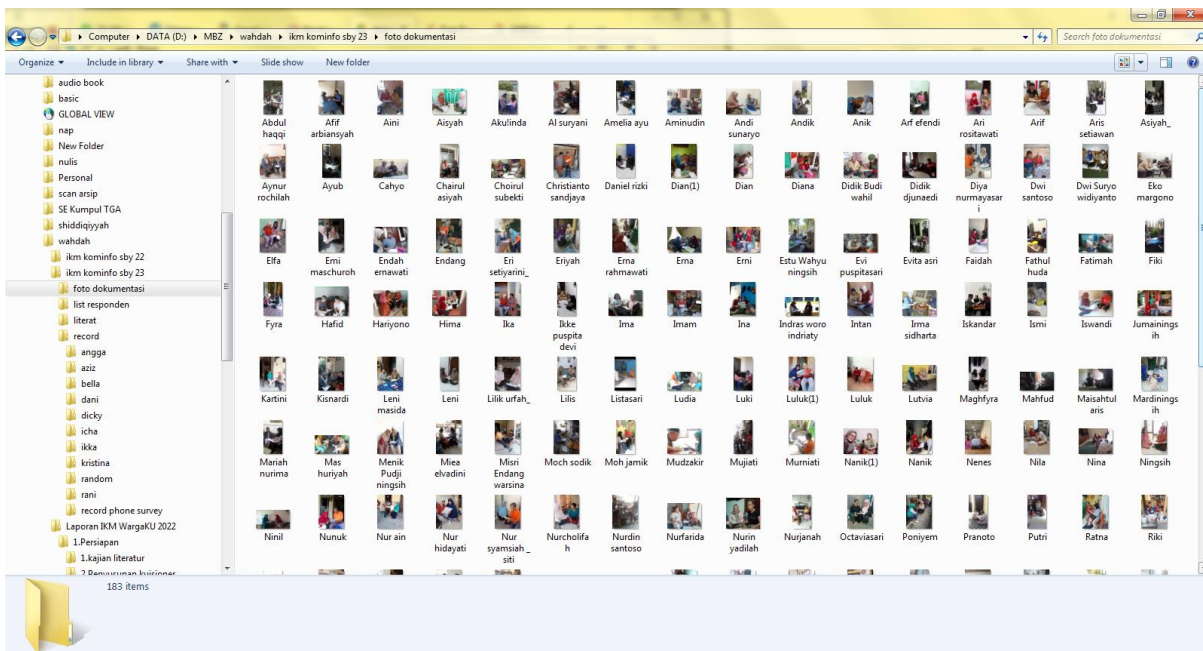 Computer ▸ DATA (D:) ▸ MBZ ▸ wahdah ▸ ikm kominfo sby 23 ▸ foto dokumentasi
Search foto dokumentasi
Organize Include in library Share with Slide show New folder
audio book
basic
GLOBAL VIEW
nap
New Folder
nulis
Personal
scan arsip
SE Kumpul TGA
shiddiqiyyah
wahdah
ikm kominfo sby 22
ikm kominfo sby 23
foto dokumentasi
list responden
literat
record
angga
aziz
bella
dani
dicky
icha
ikka
kristina
random
rani
record phone survey
Laporan IKM WargaKU 2022
1.Persiapan
1.kajian literatur
2.Penyusunan kuisioner
Abdul haqqi
Afif arbiansyah
Aini
Aisyah
Akulinda
Al suryani
Amelia ayu
Aminudin
Andi sunaryo
Andik
Anik
Arf efendi
Ari rositawati
Arif
Aris setiawan
Asiyah_
Aynur rochilah
Ayub
Cahyo
Chairul asiyah
Choirul subekti
Christianto sandjaya
Daniel rizki
Dian(1)
Dian
Diana
Didik Budi wahil
Didik djunaedi
Diya nurmayasari
Dwi santoso
Dwi Suryo widiyanto
Eko margono
Elfa
Emi maschuroh
Endah ernawati
Endang
Eri setiyarini_
Eriyah
Erna rahmawati
Erna
Erni
Estu Wahyu ningsih
Evi puspitasari
Evita asri
Faidah
Fathul huda
Fatimah
Fiki
Fyra
Hafid
Hariyono
Hima
Ika
Ikke puspita devi
Ima
Imam
Ina
Indras woro indriaty
Intan
Irma sidharta
Iskandar
Ismi
Iswandi
Jumainingsih
Kartini
Kisnardi
Leni masida
Leni
Lilik urfah_
Lilis
Listasari
Ludia
Luki
Luluk(1)
Luluk
Lutvia
Maghfyra
Mahfud
Maisahtul aris
Mardiningsih
Mariah nurima
Mas huriyah
Menik Pudji ningsih
Miea elvadini
Misri Endang warsina
Moch sodik
Moh jamik
Mudzakir
Mujiati
Murniati
Nanik(1)
Nanik
Nenes
Nila
Nina
Ningsih
Ninil
Nunuk
Nur ain
Nur hidayati
Nur syamsiah _ siti
Nurcholifah
Nurdin santoso
Nurfarida
Nurin yadilah
Nurjanah
Octaviasari
Poniyem
Pranoto
Putri
Ratna
Riki
183 items